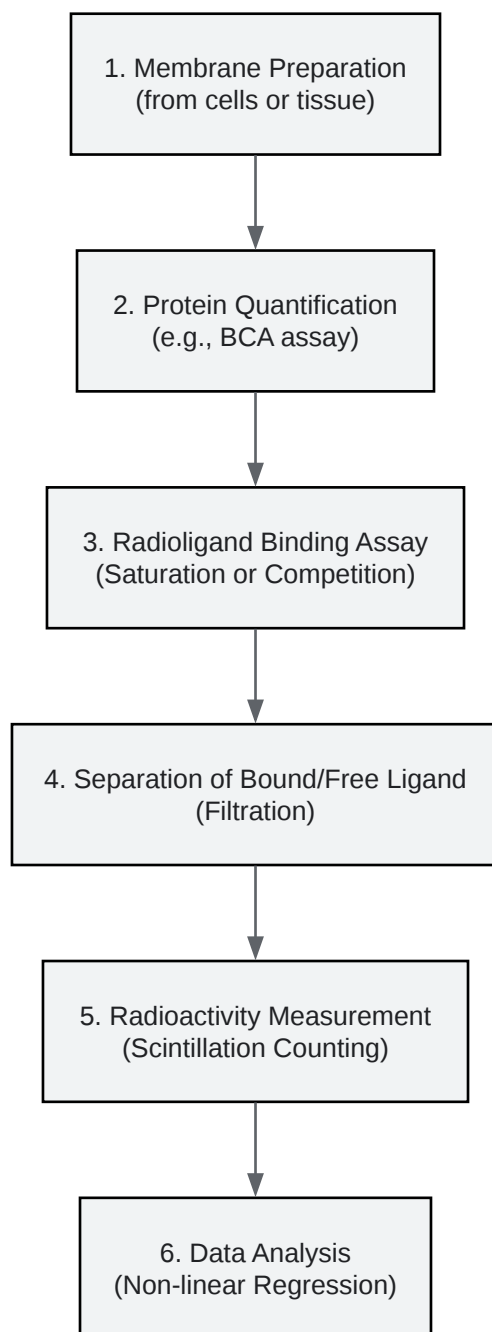 1. Membrane Preparation
(from cells or tissue)
2. Protein Quantification
(e.g., BCA assay)
3. Radioligand Binding Assay
(Saturation or Competition)
4. Separation of Bound/Free Ligand
(Filtration)
5. Radioactivity Measurement
(Scintillation Counting)
6. Data Analysis
(Non-linear Regression)